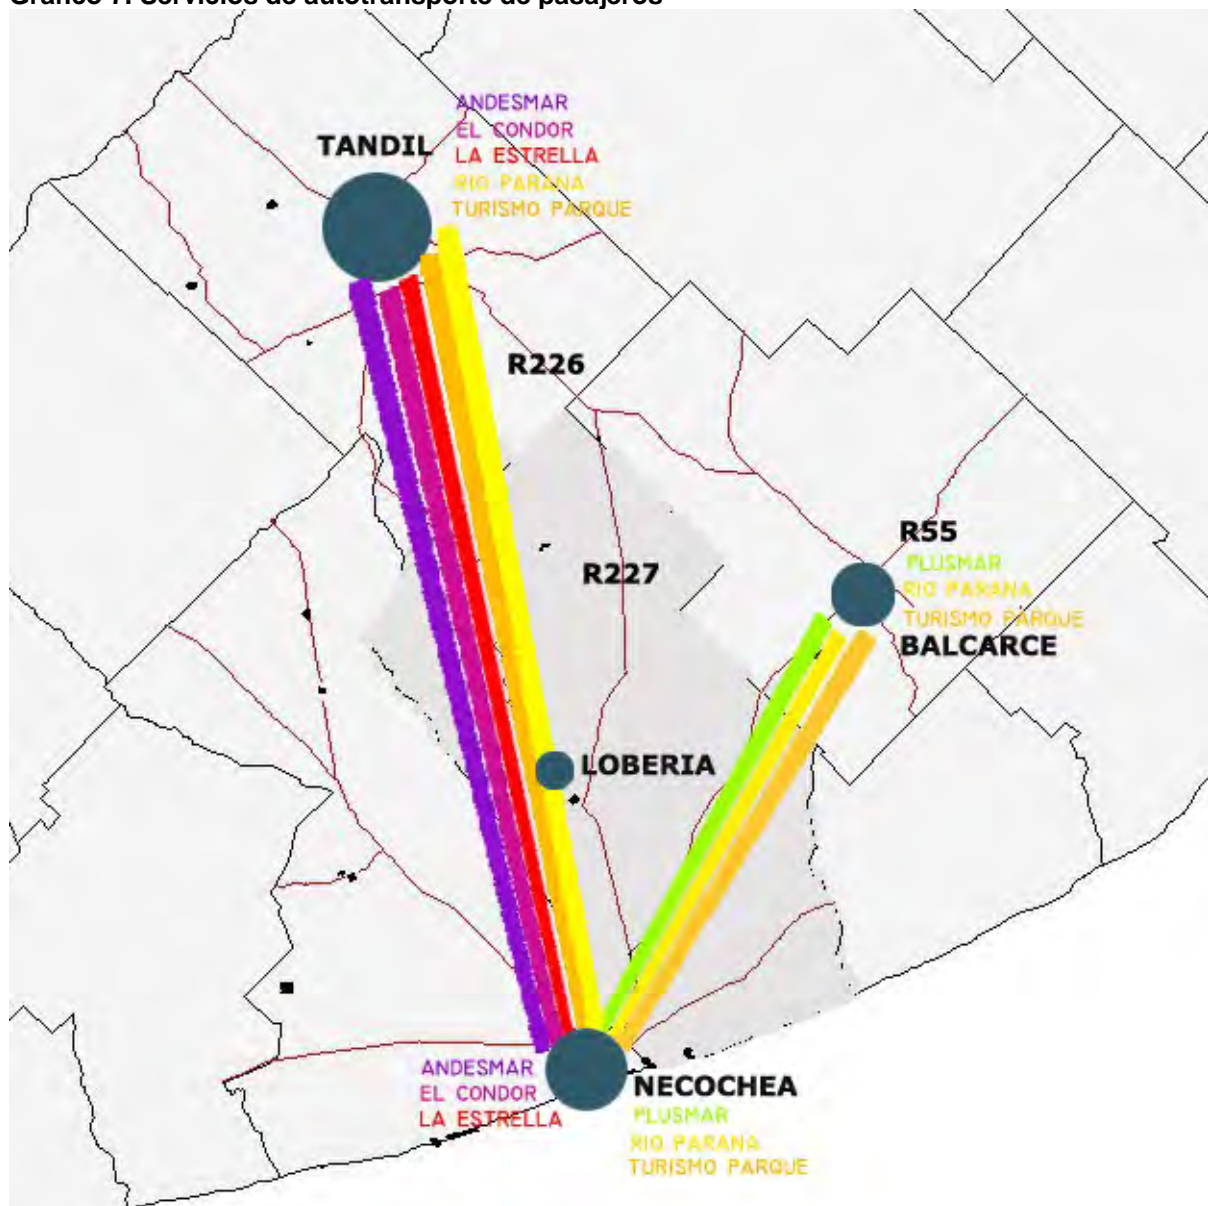 Gráfico 7: Servicios de autotransporte de pasajeros
ANDESMAR
EL CONDOR
TANDIL
LA ESTRELLA
RIO PARANA
TURISMO PARQUE
R226
R55
PLUSMAR
R227
RIO PARANA
TURISMO PARQUE
BALCARCE
LOBERIA
ANDESMAR
EL CONDOR
LA ESTRELLA
NECOCHEA
PLUSMAR
RIO PARANA
TURISMO PARQUE